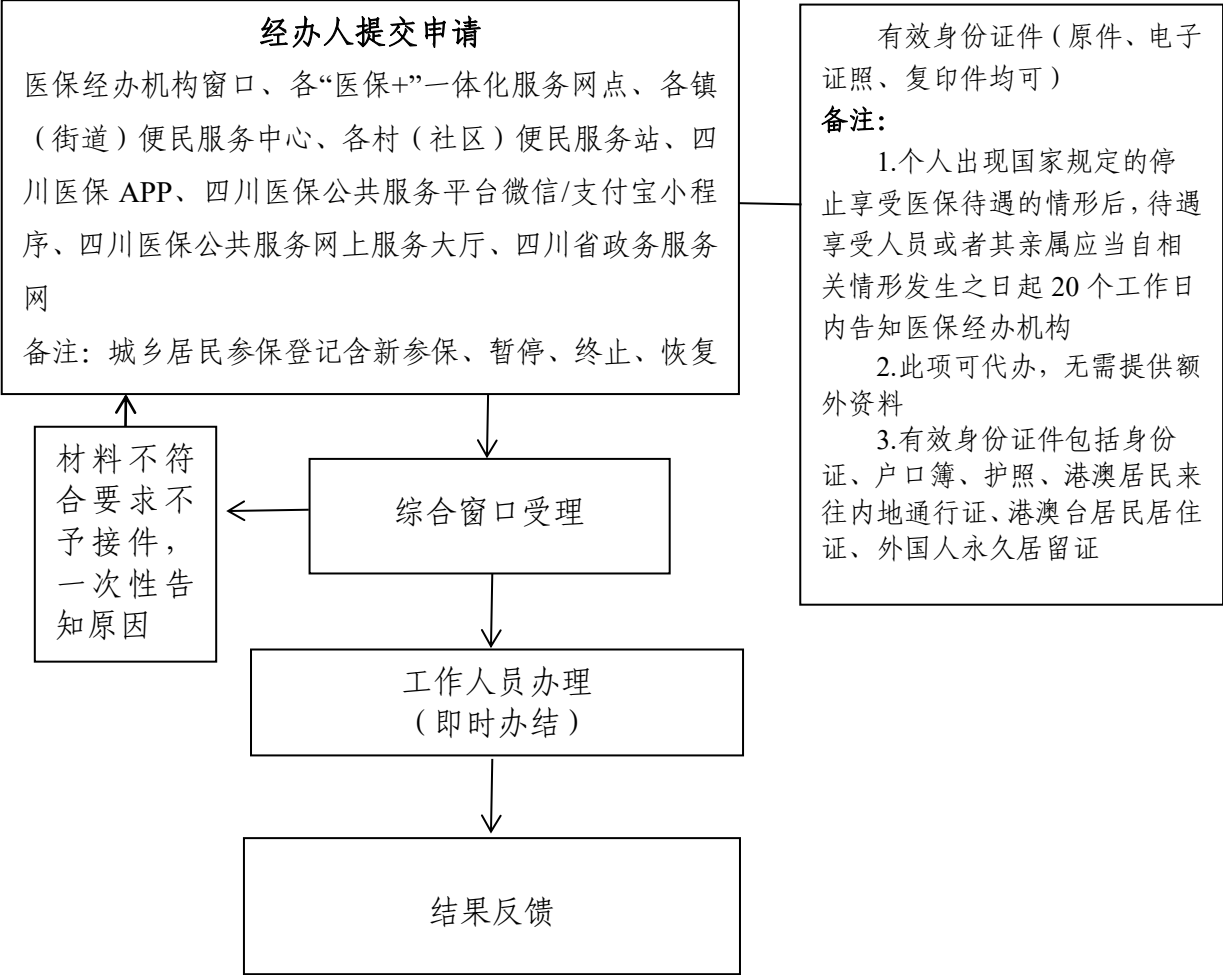 经办人提交申请
医保经办机构窗口、各“医保+”一体化服务网点、各镇
（街道）便民服务中心、各村（社区）便民服务站、四
川医保 APP、四川医保公共服务平台微信/支付宝小程
序、四川医保公共服务网上服务大厅、四川省政务服务
网
备注：城乡居民参保登记含新参保、暂停、终止、恢复
有效身份证件（原件、电子
证照、复印件均可）
备注：
1.个人出现国家规定的停
止享受医保待遇的情形后，待遇
享受人员或者其亲属应当自相
关情形发生之日起 20 个工作日
内告知医保经办机构
2.此项可代办，无需提供额
外资料
3.有效身份证件包括身份
证、户口簿、护照、港澳居民来
往内地通行证、港澳台居民居住
证、外国人永久居留证
材料不符
合要求不
予接件，
一次性告
知原因
综合窗口受理
工作人员办理
（即时办结）
结果反馈